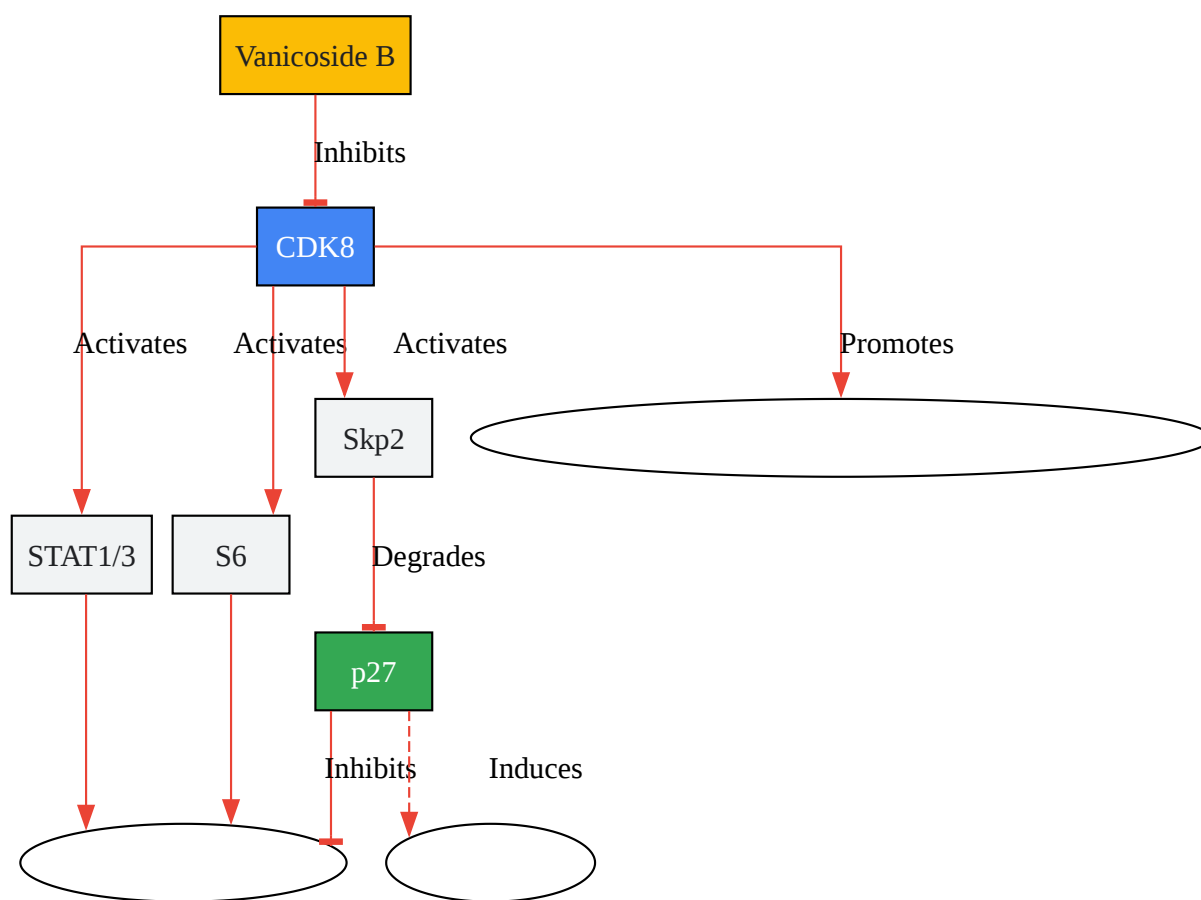 Vanicoside B
Inhibits
CDK8
Activates
Activates
Activates
Promotes
Skp2
STAT1/3
S6
Degrades
p27
Inhibits
Induces